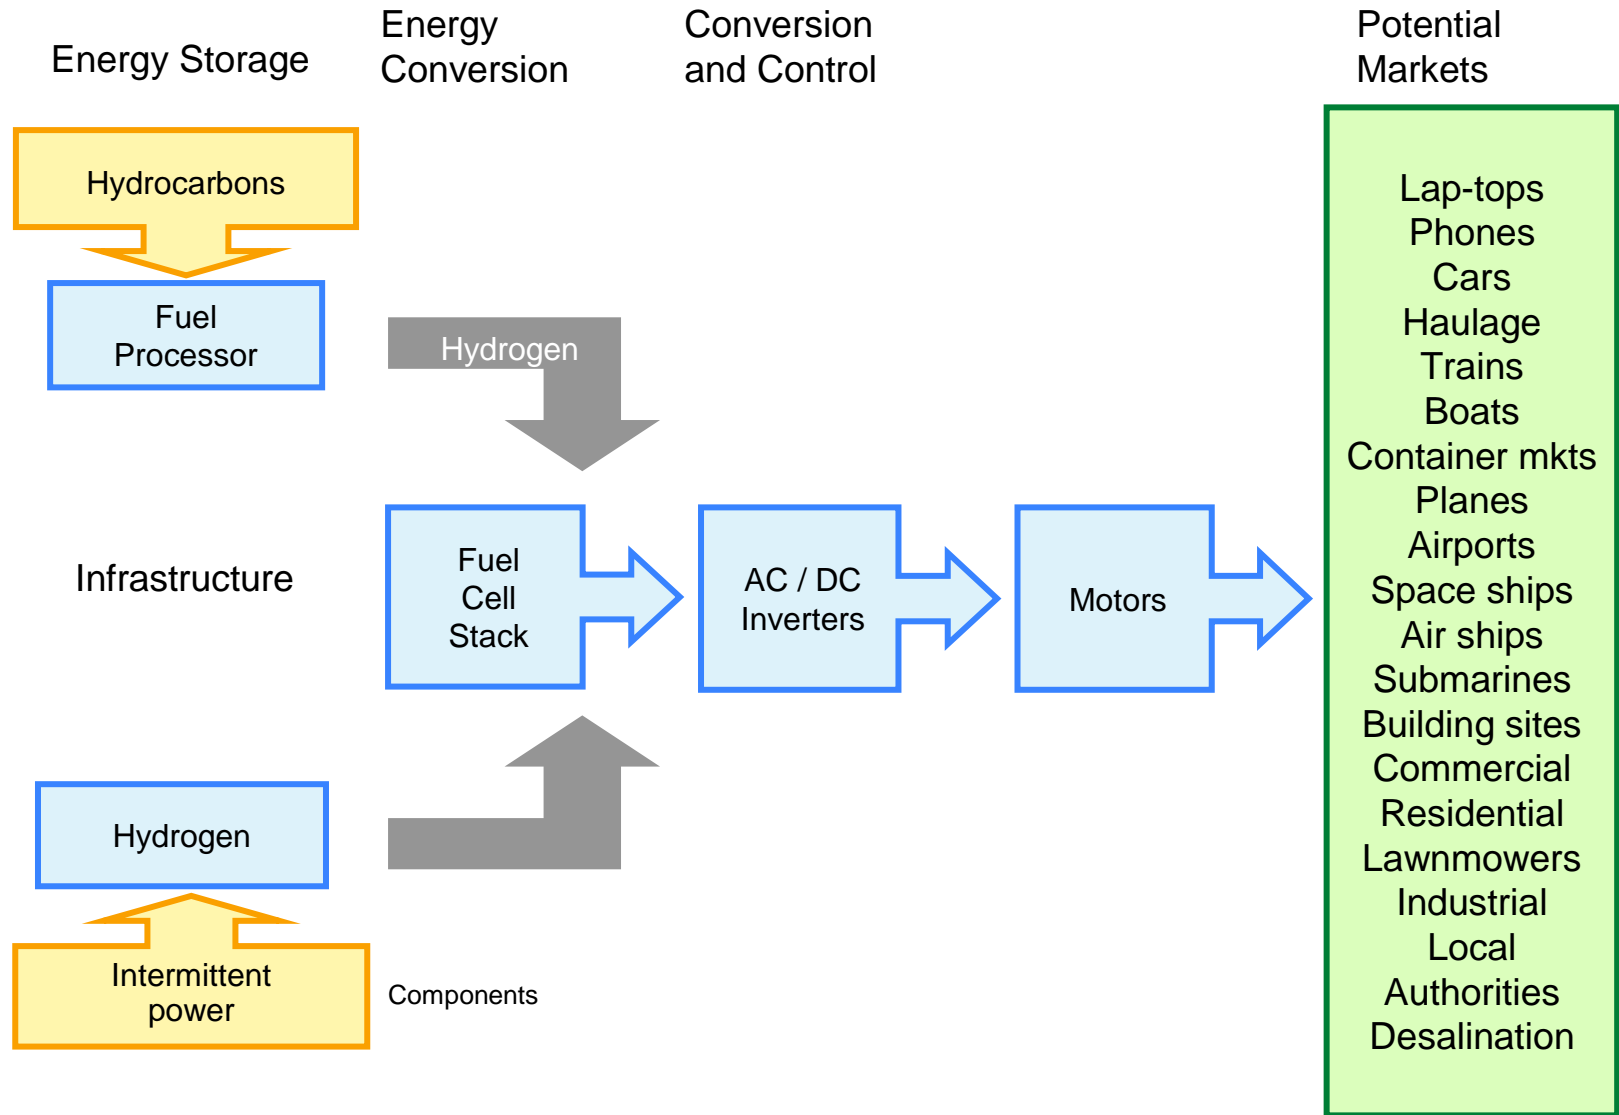 Energy Storage
Energy
Conversion
Conversion
and Control
Potential
Markets
Hydrocarbons
Fuel
Processor
Hydrogen
Infrastructure
Fuel
Cell
Stack
AC / DC
Inverters
Motors
Hydrogen
Intermittent
power
Components
Lap-tops
Phones
Cars
Haulage
Trains
Boats
Container mkts
Planes
Airports
Space ships
Air ships
Submarines
Building sites
Commercial
Residential
Lawnmowers
Industrial
Local
Authorities
Desalination